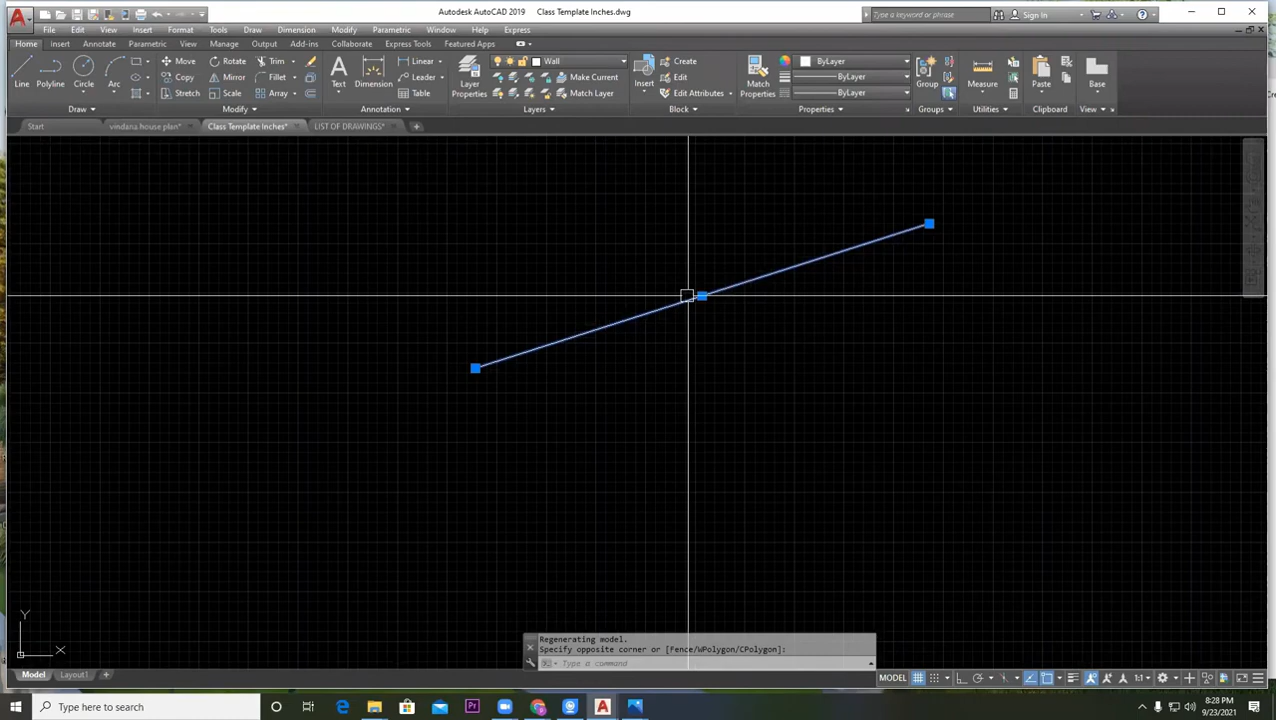 Autodesk AutoCAD 2019 Class Template Inches.dwg
Type a keyword or phrase
Sign In
File Edit View Insert Format Tools Draw Dimension Modify Parametric Window Help Express
Home Insert Annotate Parametric View Manage Output Add-ins Collaborate Express Tools Featured Apps
Line
Polyline
Circle
Arc
Move
Rotate
Trim
Copy
Mirror
Fillet
Stretch
Scale
Array
Text
Dimension
Linear
Leader
Table
Layer
Properties
Wall
Make Current
Match Layer
Insert
Create
Edit
Edit Attributes
Match
Properties
ByLayer
ByLayer
ByLayer
Group
Measure
Paste
Base
Draw
Modify
Annotation
Layers
Block
Properties
Groups
Utilities
Clipboard
View
Start
vindana house plan*
Class Template Inches*
LIST OF DRAWINGS*
Y
X
Regenerating model.
Specify opposite corner or [Fence/WPolygon/CPolygon]:
Type a command
Model
Layout1
MODEL
1:1
Type here to search
8:28 PM
9/23/2021